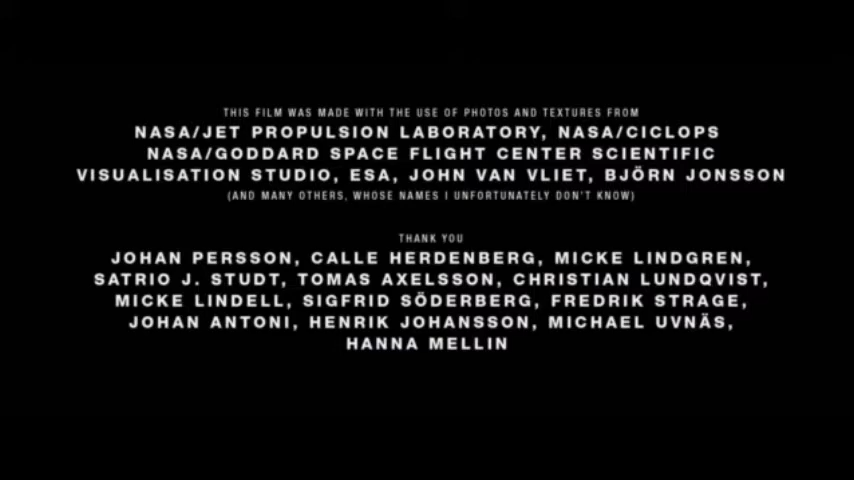 THIS FILM WAS MADE WITH THE USE OF PHOTOS AND TEXTURES FROM
NASA/JET PROPULSION LABORATORY, NASA/CICLOPS
NASA/GODDARD SPACE FLIGHT CENTER SCIENTIFIC
VISUALISATION STUDIO, ESA, JOHN VAN VLIET, BJÖRN JONSSON
(AND MANY OTHERS, WHOSE NAMES I UNFORTUNATELY DON'T KNOW)
THANK YOU
JOHAN PERSSON, CALLE HERDENBERG, MICKE LINDGREN,
SATRIO J. STUDT, TOMAS AXELSSON, CHRISTIAN LUNDQVIST,
MICKE LINDELL, SIGFRID SÖDERBERG, FREDRIK STRAGE,
JOHAN ANTONI, HENRIK JOHANSSON, MICHAEL UVNÄS,
HANNA MELLIN